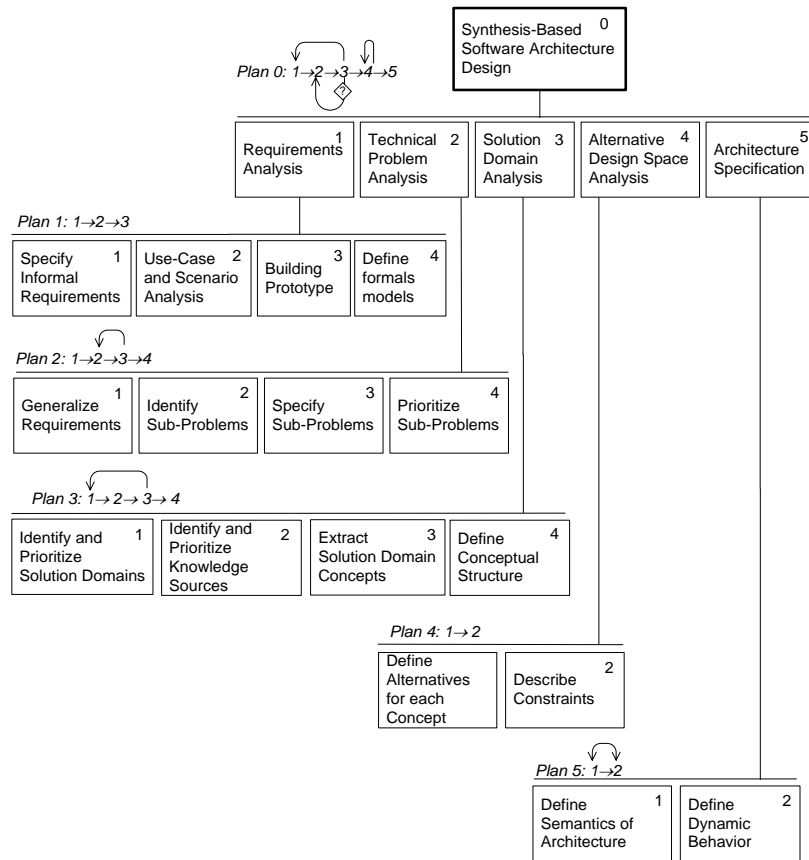 Synthesis-Based 0
Software Architecture
Design
Plan 0: 1→2→3→4→5
?
Requirements 1
Analysis
Technical 2
Problem
Analysis
Solution 3
Domain
Analysis
Alternative 4
Design Space
Analysis
Architecture 5
Specification
Plan 1: 1→2→3
Specify 1
Informal
Requirements
Use-Case 2
and Scenario
Analysis
Building 3
Prototype
Define 4
formals
models
Plan 2: 1→2→3→4
Generalize 1
Requirements
Identify 2
Sub-Problems
Specify 3
Sub-Problems
Prioritize 4
Sub-Problems
Plan 3: 1→ 2→ 3→ 4
Identify and 1
Prioritize
Solution Domains
Identify and 2
Prioritize
Knowledge
Sources
Extract 3
Solution Domain
Concepts
Define 4
Conceptual
Structure
Plan 4: 1→ 2
Define
Alternatives
for each
Concept
Describe 2
Constraints
Plan 5: 1→2
Define 1
Semantics of
Architecture
Define 2
Dynamic
Behavior